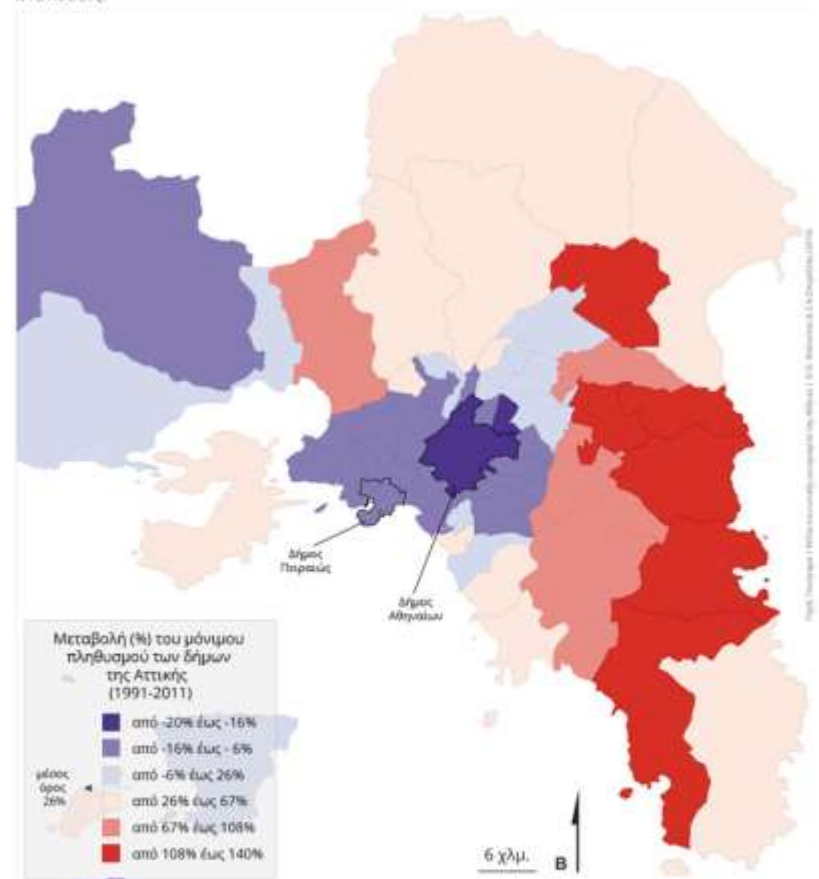 Δήμος
Πειραιώς
Δήμος
Αθηναίων
Μεταβολή (%) του μόνιμου
πληθυσμού των δήμων
της Αττικής
(1991-2011)
από -20% έως -16%
από -16% έως - 6%
από -6% έως 26%
μέσος
όρος
26%
από 26% έως 67%
από 67% έως 108%
από 108% έως 140%
6 χλμ.
Β